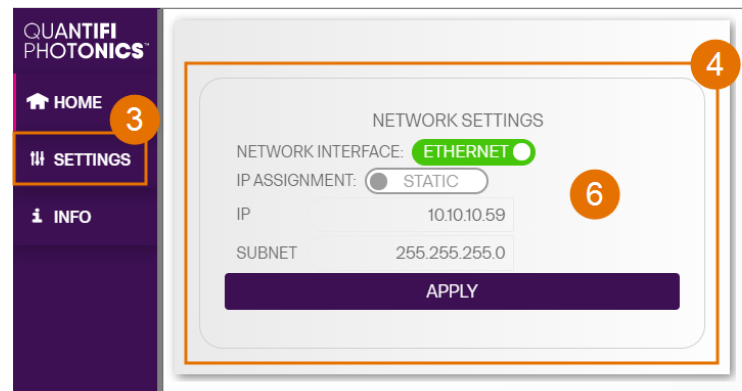 QUANTIFI
PHOTONICS™
HOME
3
SETTINGS
INFO
4
NETWORK SETTINGS
NETWORK INTERFACE: ETHERNET
IP ASSIGNMENT: STATIC
6
IP 10.10.10.59
SUBNET 255.255.255.0
APPLY